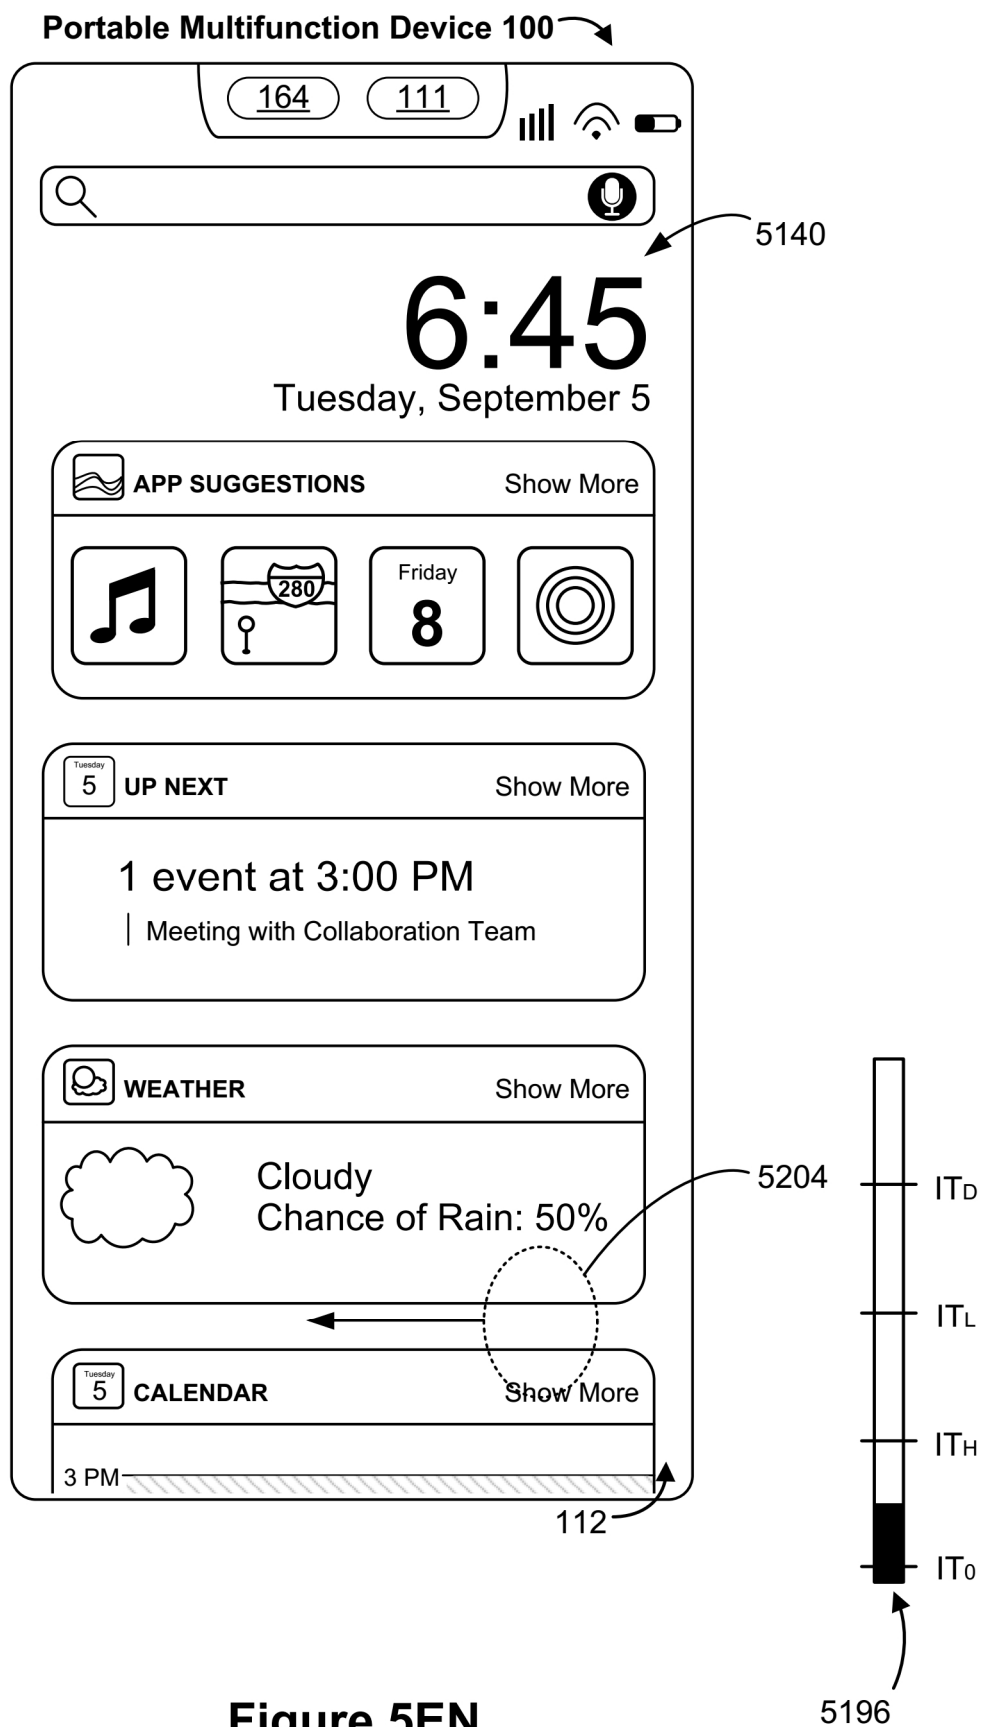 Portable Multifunction Device 100
164 111
5140
6:45
Tuesday, September 5
APP SUGGESTIONS Show More
280
Friday
8
Tuesday
5
UP NEXT Show More
1 event at 3:00 PM
Meeting with Collaboration Team
WEATHER Show More
Cloudy
Chance of Rain: 50%
5204
Tuesday
5
CALENDAR Show More
3 PM
112
ITD
ITL
ITH
IT0
5196
Figure 5EN